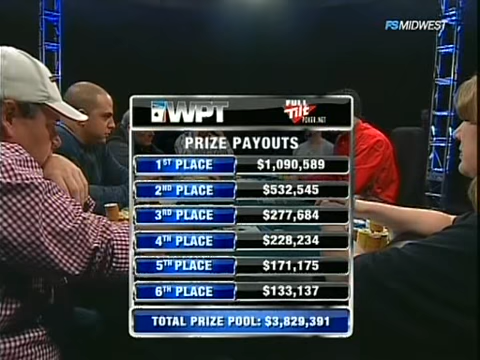 FSMIDWEST
WPT FULL TILT
POKER.NET
PRIZE PAYOUTS
1ST PLACE $1,090,589
2ND PLACE $532,545
3RD PLACE $277,684
4TH PLACE $228,234
5TH PLACE $171,175
6TH PLACE $133,137
TOTAL PRIZE POOL: $3,829,391